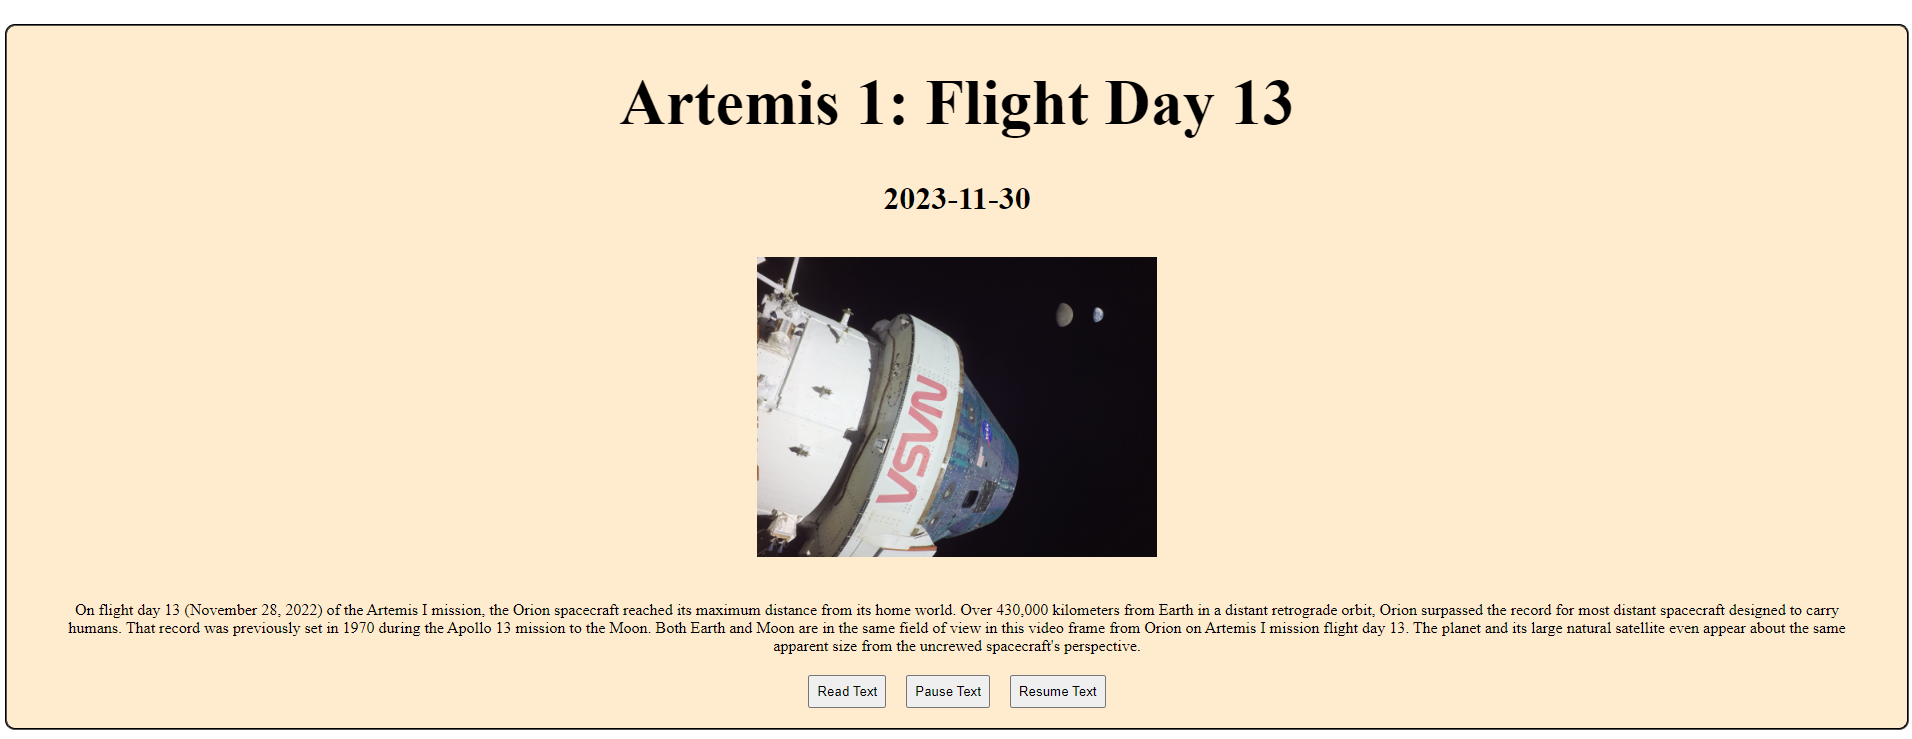 Artemis 1: Flight Day 13
2023-11-30
NASA
On flight day 13 (November 28, 2022) of the Artemis I mission, the Orion spacecraft reached its maximum distance from its home world. Over 430,000 kilometers from Earth in a distant retrograde orbit, Orion surpassed the record for most distant spacecraft designed to carry
humans. That record was previously set in 1970 during the Apollo 13 mission to the Moon. Both Earth and Moon are in the same field of view in this video frame from Orion on Artemis I mission flight day 13. The planet and its large natural satellite even appear about the same
apparent size from the uncrewed spacecraft's perspective.
Read Text Pause Text Resume Text